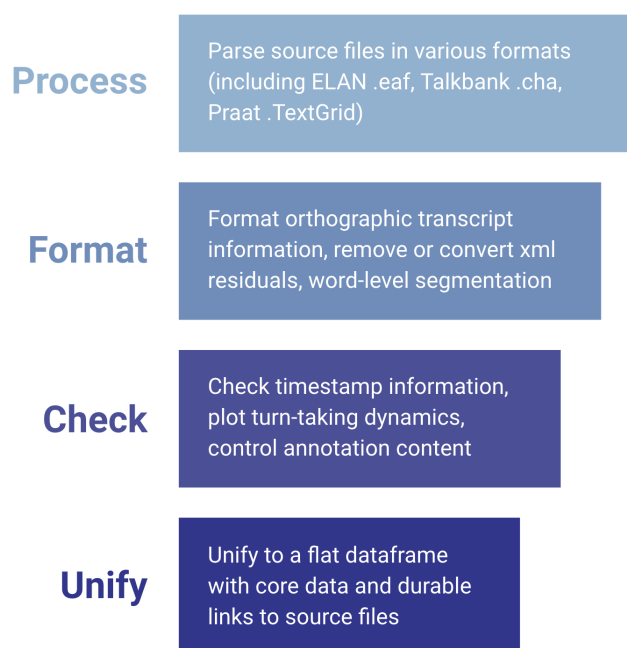 Process
Parse source files in various formats
(including ELAN .eaf, Talkbank .cha,
Praat .TextGrid)
Format
Format orthographic transcript
information, remove or convert xml
residuals, word-level segmentation
Check
Check timestamp information,
plot turn-taking dynamics,
control annotation content
Unify
Unify to a flat dataframe
with core data and durable
links to source files